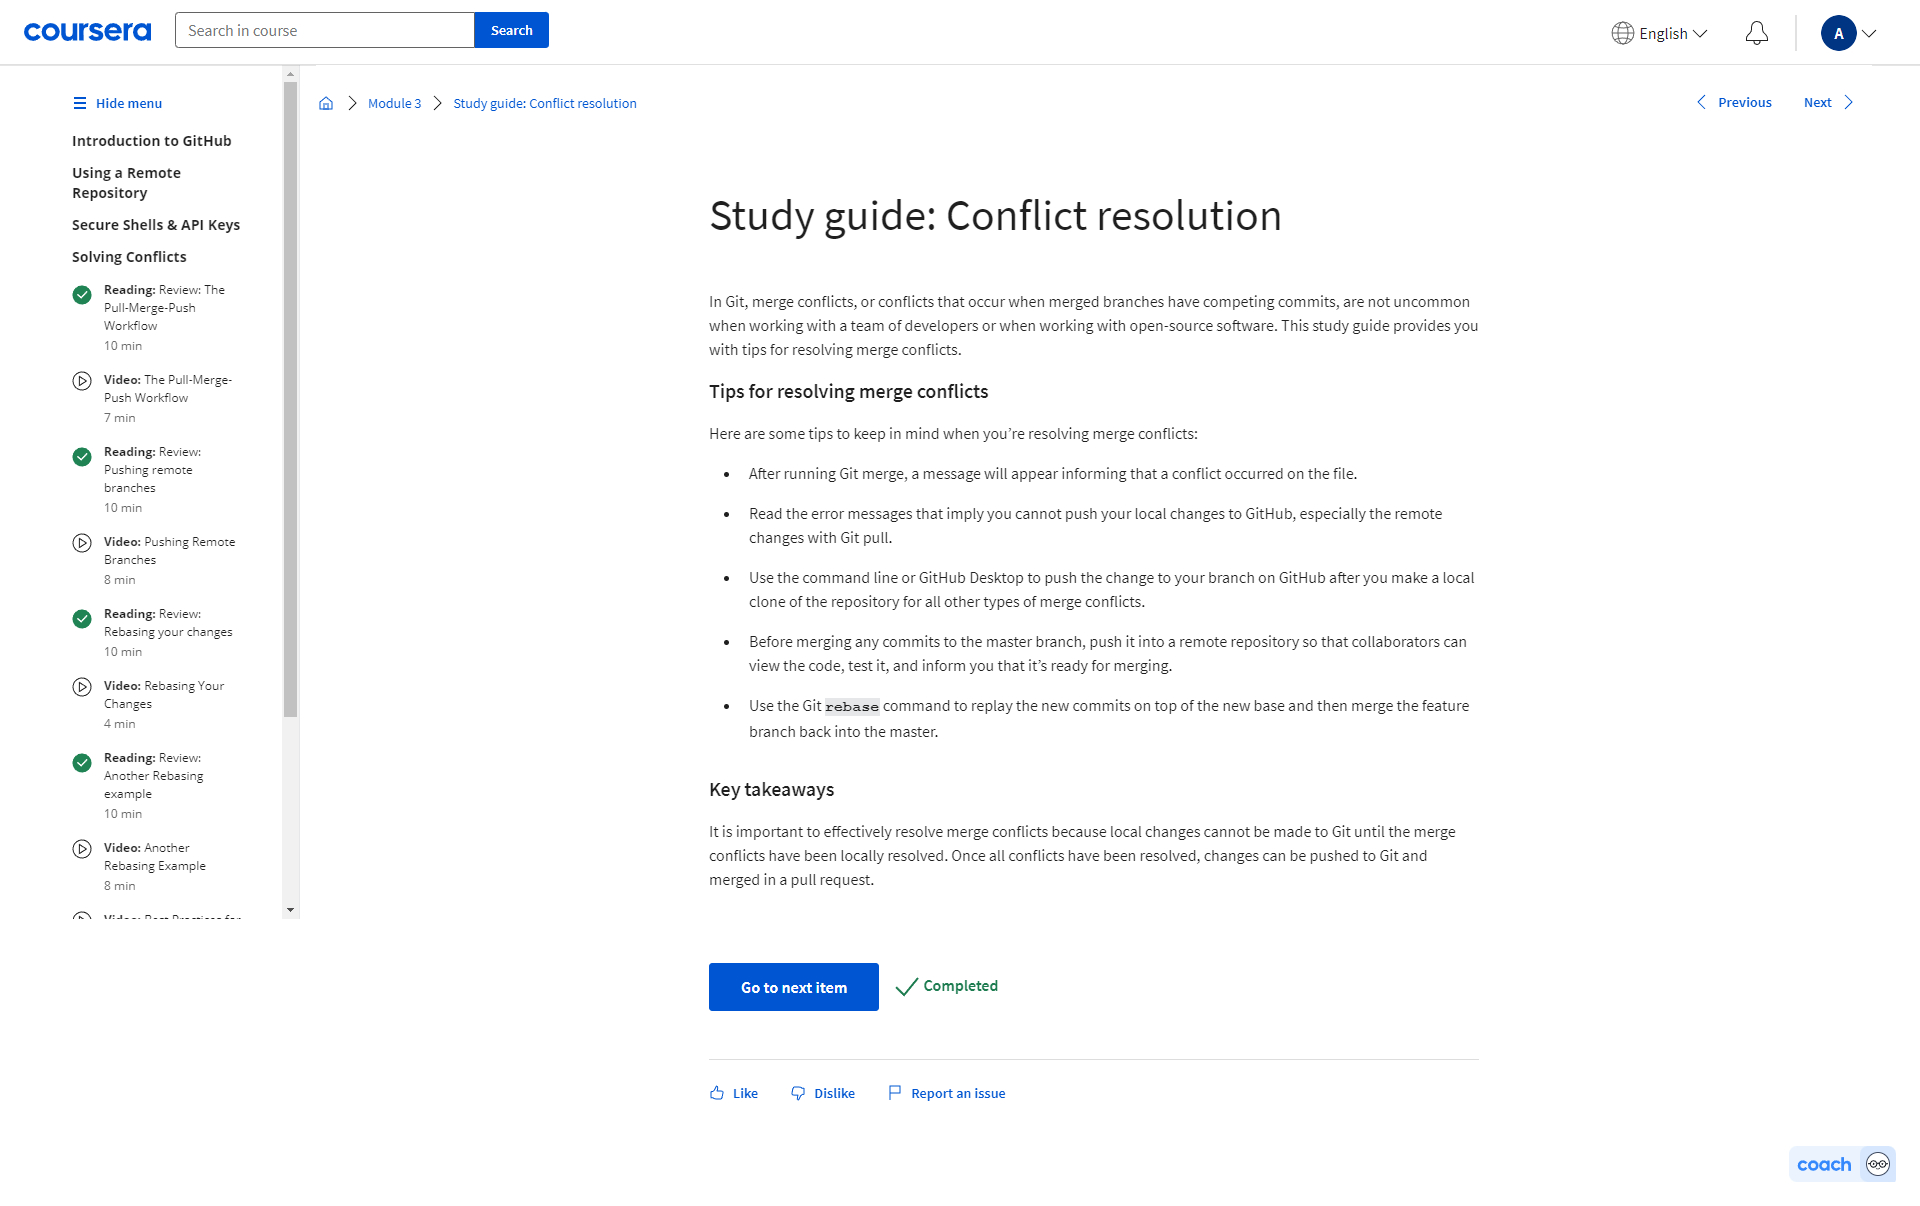 coursera
Search in course
Search
English
A
Hide menu
Introduction to GitHub
Using a Remote
Repository
Secure Shells & API Keys
Solving Conflicts
Reading: Review: The
Pull-Merge-Push
Workflow
10 min
Video: The Pull-Merge-
Push Workflow
7 min
Reading: Review:
Pushing remote
branches
10 min
Video: Pushing Remote
Branches
8 min
Reading: Review:
Rebasing your changes
10 min
Video: Rebasing Your
Changes
4 min
Reading: Review:
Another Rebasing
example
10 min
Video: Another
Rebasing Example
8 min
Video: Best Practices for
Module 3
Study guide: Conflict resolution
Previous
Next
Study guide: Conflict resolution
In Git, merge conflicts, or conflicts that occur when merged branches have competing commits, are not uncommon
when working with a team of developers or when working with open-source software. This study guide provides you
with tips for resolving merge conflicts.
Tips for resolving merge conflicts
Here are some tips to keep in mind when you’re resolving merge conflicts:
• After running Git merge, a message will appear informing that a conflict occurred on the file.
• Read the error messages that imply you cannot push your local changes to GitHub, especially the remote
changes with Git pull.
• Use the command line or GitHub Desktop to push the change to your branch on GitHub after you make a local
clone of the repository for all other types of merge conflicts.
• Before merging any commits to the master branch, push it into a remote repository so that collaborators can
view the code, test it, and inform you that it’s ready for merging.
• Use the Git rebase command to replay the new commits on top of the new base and then merge the feature
branch back into the master.
Key takeaways
It is important to effectively resolve merge conflicts because local changes cannot be made to Git until the merge
conflicts have been locally resolved. Once all conflicts have been resolved, changes can be pushed to Git and
merged in a pull request.
Go to next item
Completed
Like
Dislike
Report an issue
coach